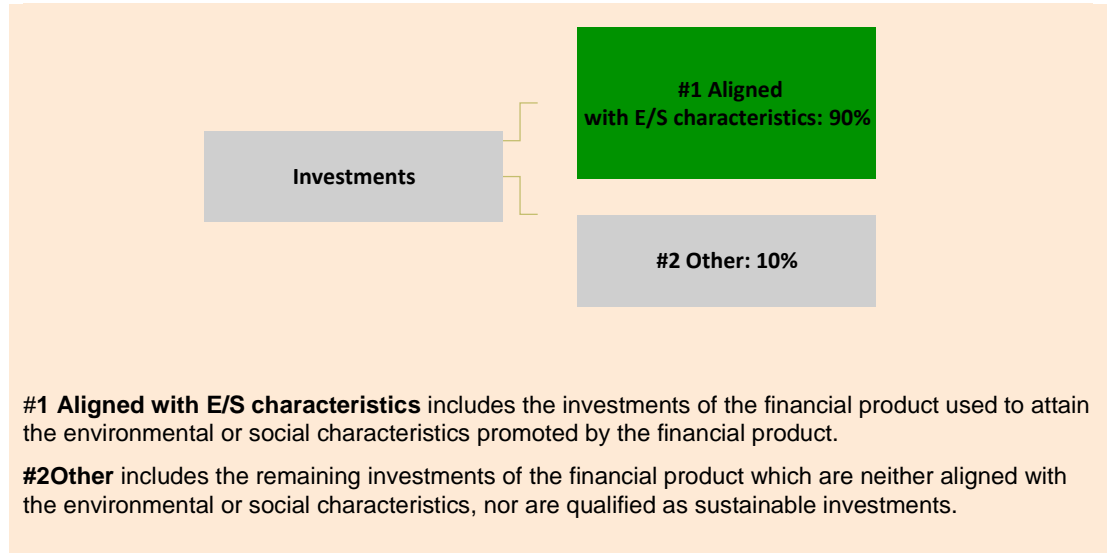 #1 Aligned
with E/S characteristics: 90%
Investments
#2 Other: 10%
#1 Aligned with E/S characteristics includes the investments of the financial product used to attain
the environmental or social characteristics promoted by the financial product.
#2Other includes the remaining investments of the financial product which are neither aligned with
the environmental or social characteristics, nor are qualified as sustainable investments.